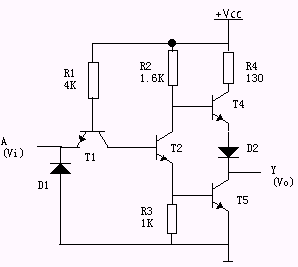 +Vcc
R1
4K
R2
1.6K
R4
130
T4
A
(Vi)
T1
T2
D2
Y
(Vo)
D1
R3
1K
T5